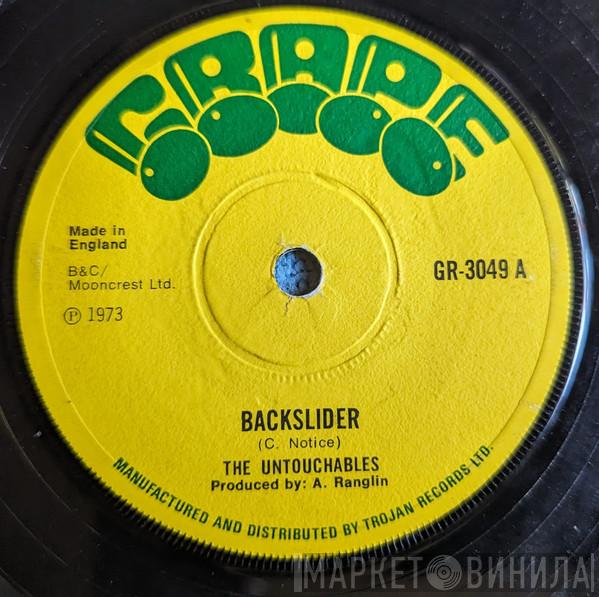 GRAPE
Made in
England
B&C/
Mooncrest Ltd.
Ⓟ 1973
GR-3049 A
BACKSLIDER
(C. Notice)
THE UNTOUCHABLES
Produced by: A. Ranglin
MANUFACTURED AND DISTRIBUTED BY TROJAN RECORDS LTD.
МАРКЕТ ВИНИЛА